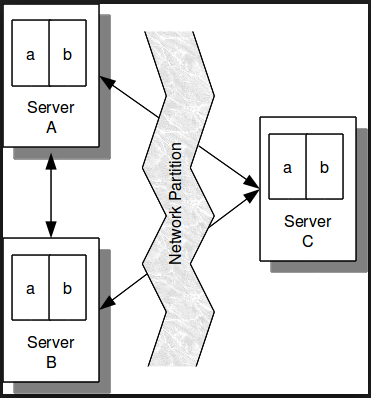 a b
Server
A
Network Partition
a b
Server
C
a b
Server
B